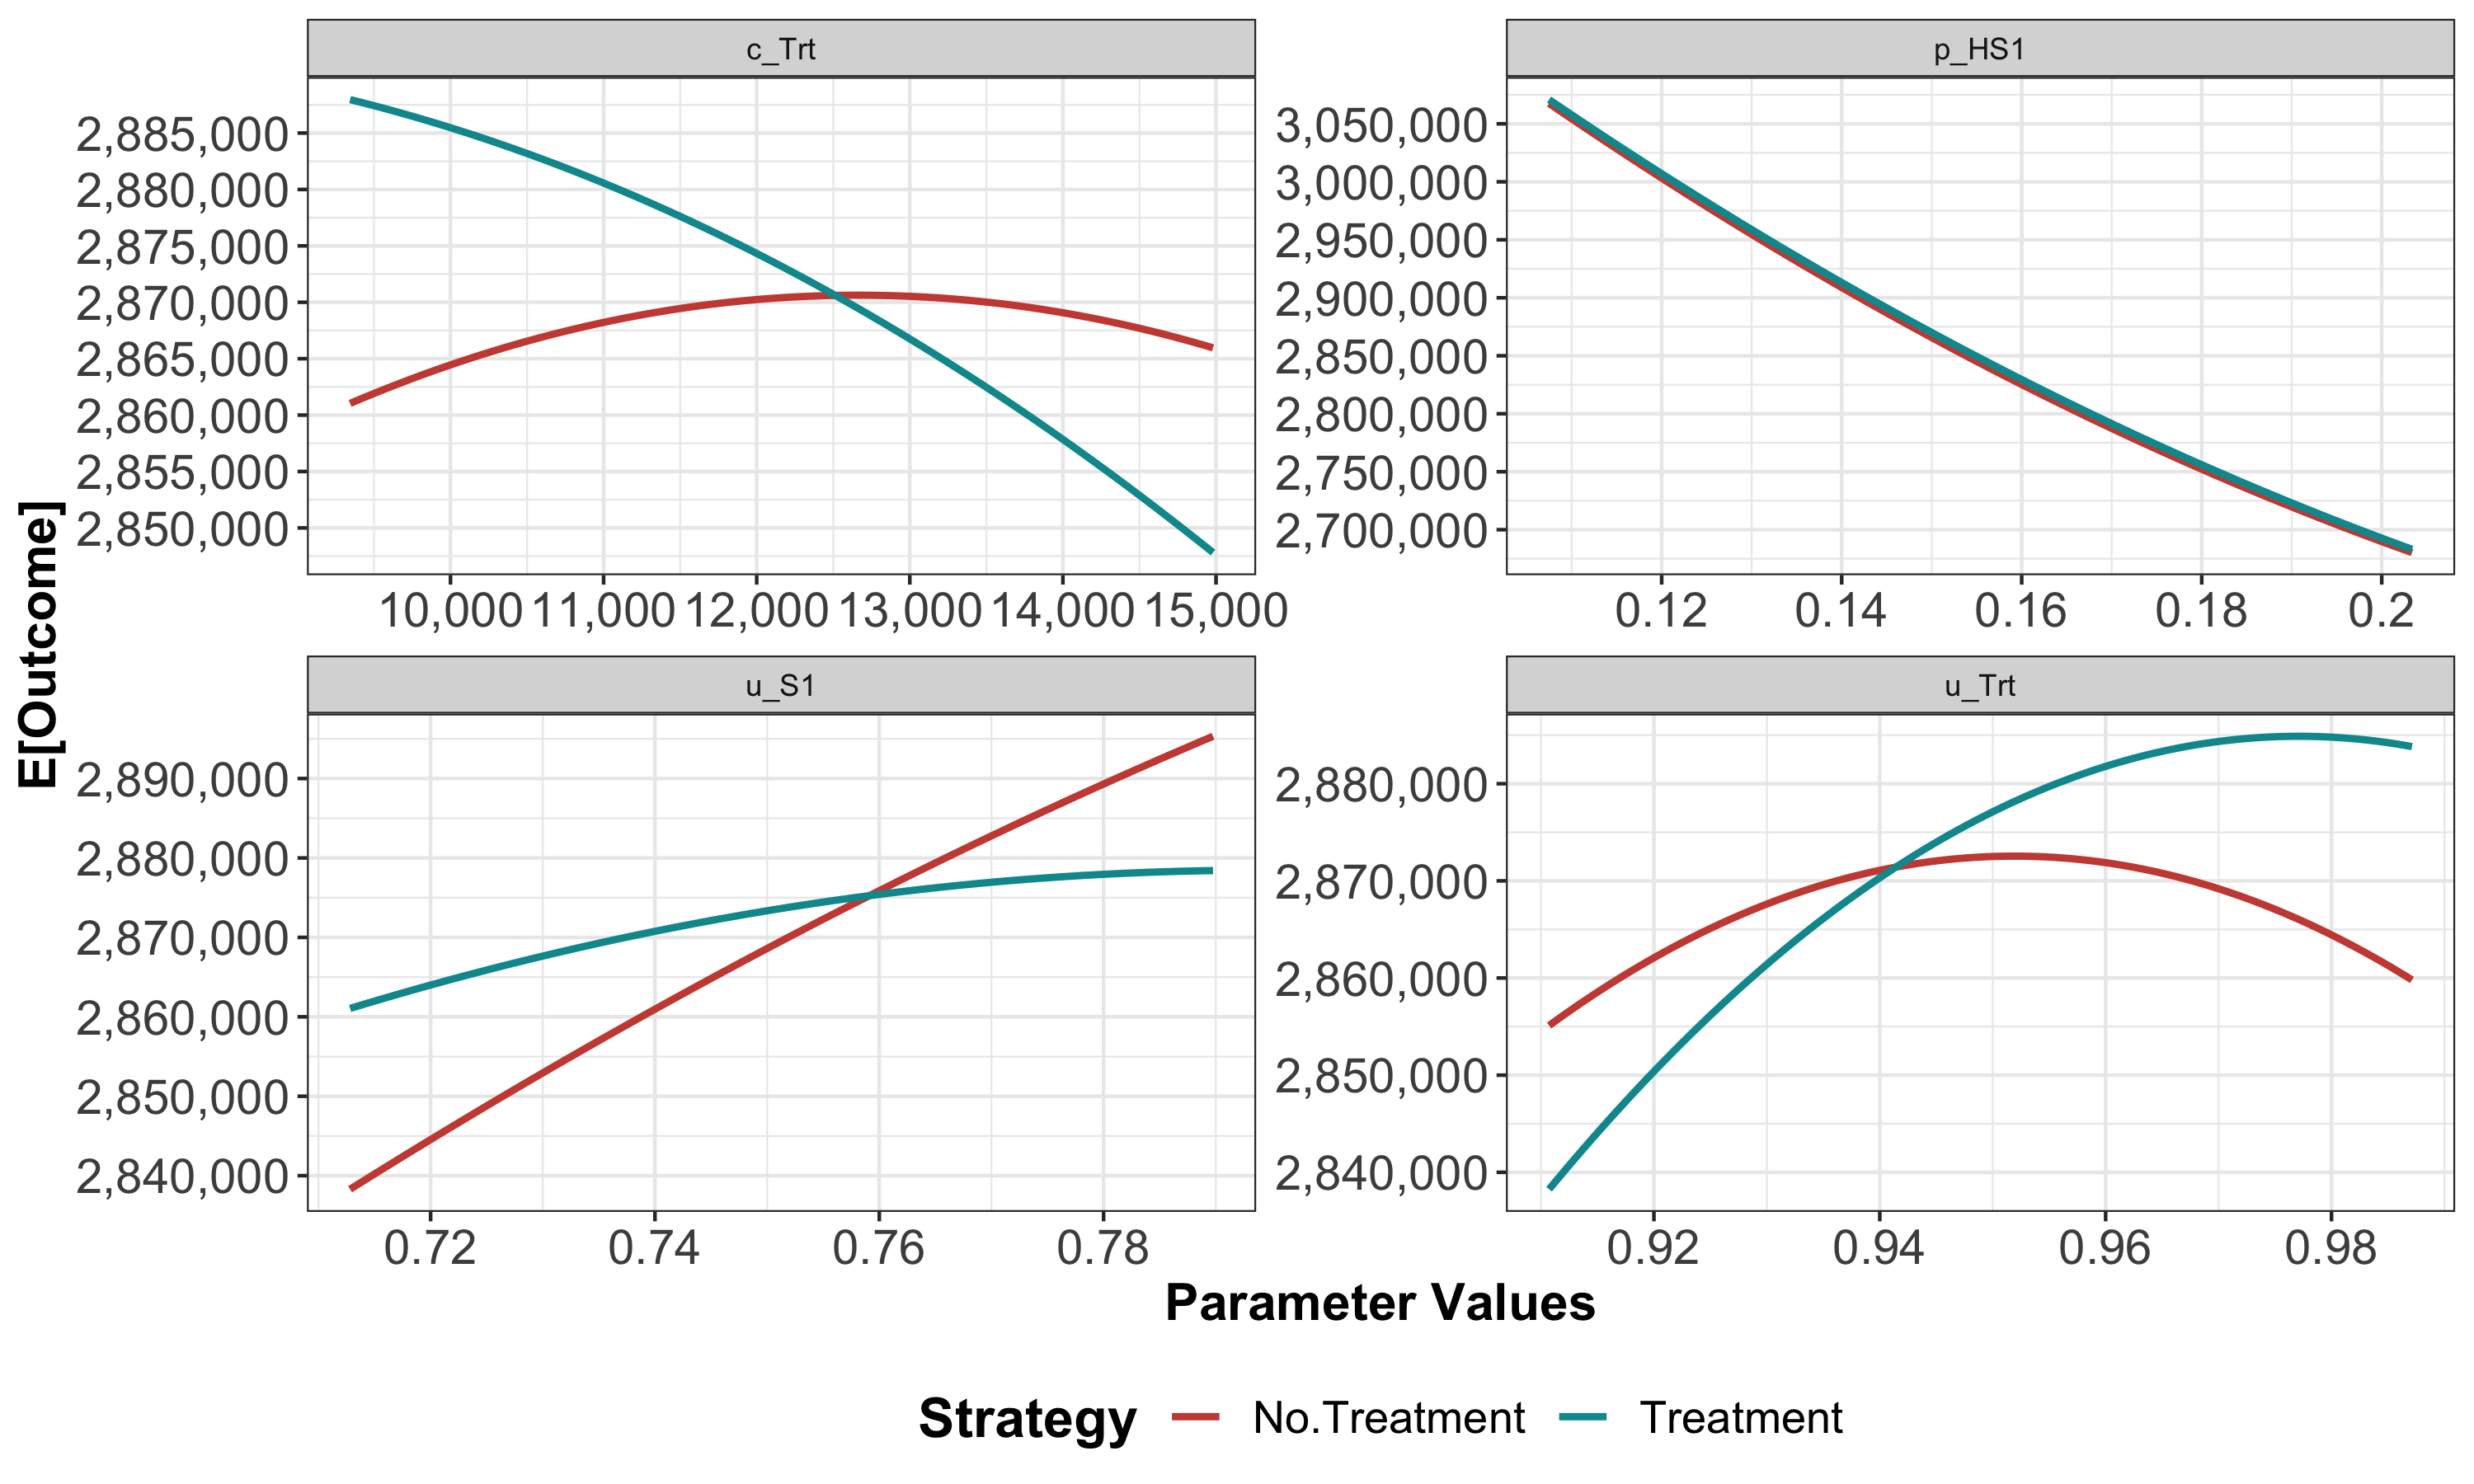 c_Trt
2,885,000
2,880,000
2,875,000
2,870,000
2,865,000
2,860,000
2,855,000
2,850,000
10,000 11,000 12,000 13,000 14,000 15,000
p_HS1
3,050,000
3,000,000
2,950,000
2,900,000
2,850,000
2,800,000
2,750,000
2,700,000
0.12 0.14 0.16 0.18 0.2
E[Outcome]
u_S1
2,890,000
2,880,000
2,870,000
2,860,000
2,850,000
2,840,000
0.72 0.74 0.76 0.78
u_Trt
2,880,000
2,870,000
2,860,000
2,850,000
2,840,000
0.92 0.94 0.96 0.98
Parameter Values
Strategy No.Treatment Treatment